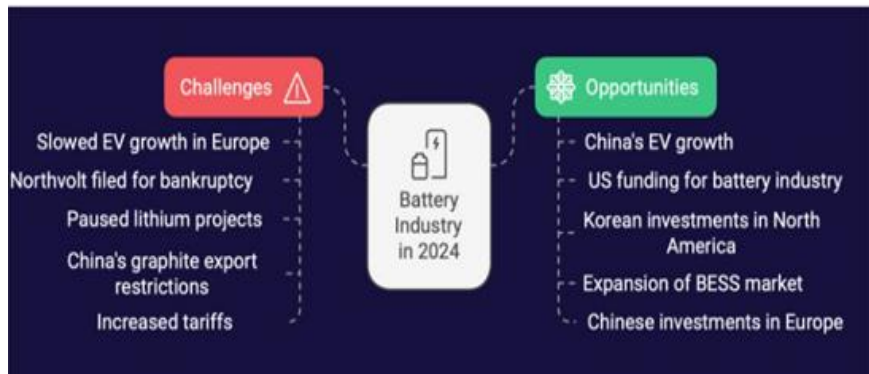 Challenges
Slowed EV growth in Europe
Northvolt filed for bankruptcy
Paused lithium projects
China's graphite export
restrictions
Increased tariffs
Battery
Industry
in 2024
Opportunities
China's EV growth
US funding for battery industry
Korean investments in North
America
Expansion of BESS market
Chinese investments in Europe